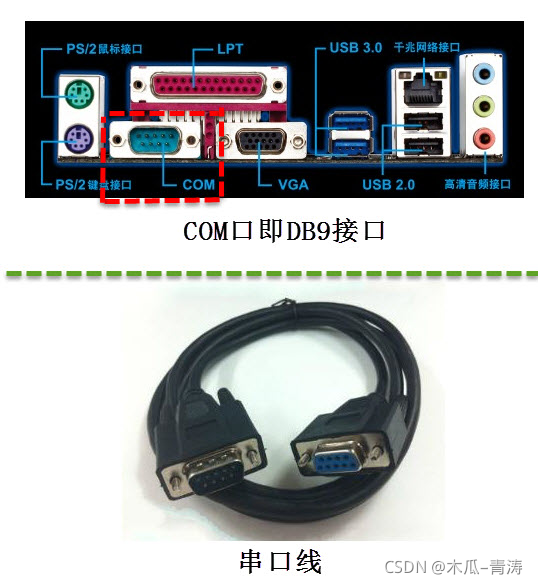 PS/2鼠标接口
LPT
USB 3.0
千兆网络接口
PS/2键盘接口
COM
VGA
USB 2.0
高清音频接口
COM口即DB9接口
串口线
CSDN @木瓜-青涛